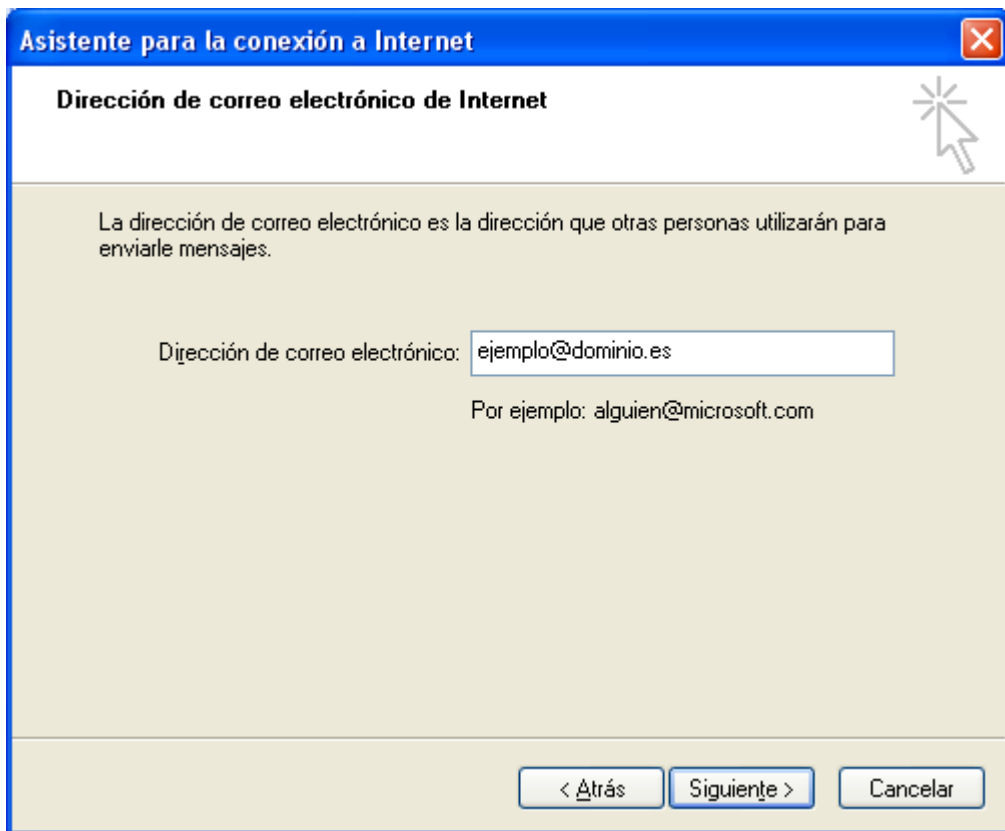 Asistente para la conexión a Internet
Dirección de correo electrónico de Internet
La dirección de correo electrónico es la dirección que otras personas utilizarán para
enviarle mensajes.
Dirección de correo electrónico: ejemplo@dominio.es
Por ejemplo: alguien@microsoft.com
< Atrás Siguiente > Cancelar